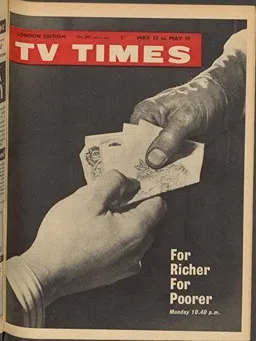 LONDON EDITION
MAY 13 to MAY 19
TV TIMES
For
Richer
For
Poorer
Monday 10.40 p.m.